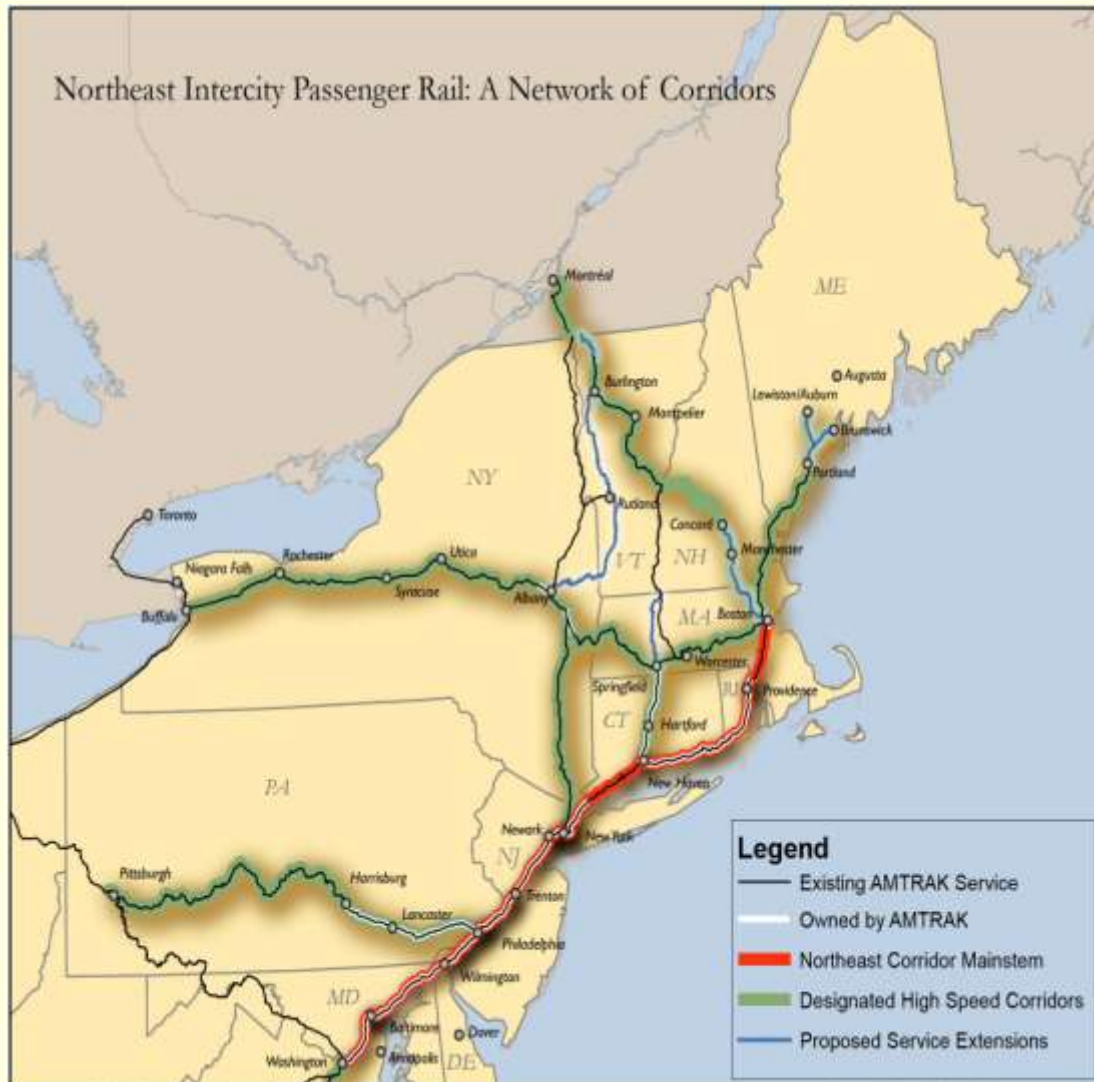 Northeast Intercity Passenger Rail: A Network of Corridors
Montréal
ME
Augusta
Burlington
Lewiston/Auburn
Montpelier
Brunswick
Portland
NY
Toronto
Rutland
Concord
Rochester
Utica
Manchester
Niagara Falls
VT
NH
Syracuse
Albany
Buffalo
Boston
MA
Worcester
Springfield
RI
Providence
CT
Hartford
PA
New Haven
Newark
New York
NJ
Pittsburgh
Harrisburg
Trenton
Lancaster
Philadelphia
Wilmington
MD
Baltimore
Dover
Washington
Annapolis
DE
Legend
Existing AMTRAK Service
Owned by AMTRAK
Northeast Corridor Mainstem
Designated High Speed Corridors
Proposed Service Extensions